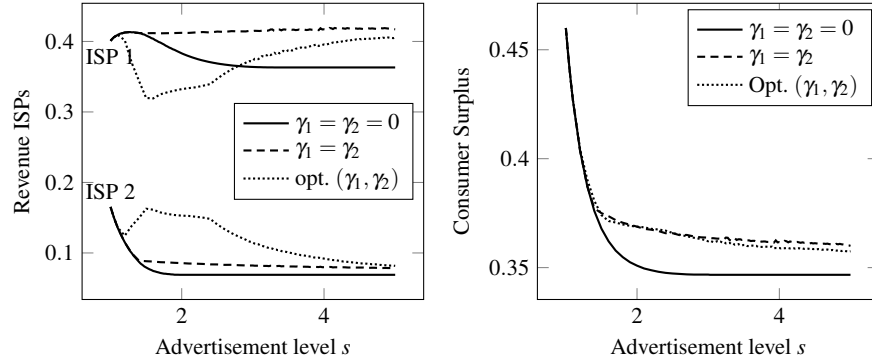 0.4
0.3
0.2
0.1
2
4
Revenue ISPs
Advertisement level s
ISP 1
ISP 2
γ₁ = γ₂ = 0
γ₁ = γ₂
opt. (γ₁, γ₂)
0.45
0.4
0.35
2
4
Consumer Surplus
Advertisement level s
γ₁ = γ₂ = 0
γ₁ = γ₂
Opt. (γ₁, γ₂)